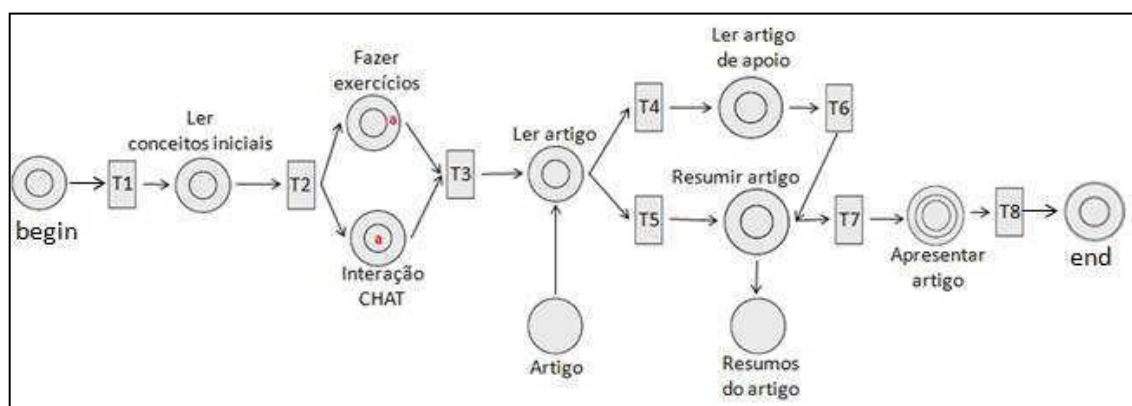 begin
T1
Ler
conceitos iniciais
T2
Fazer
exercícios
a
a
Interação
CHAT
T3
Ler artigo
Artigo
T4
Ler artigo
de apoio
T6
T5
Resumir artigo
Resumos
do artigo
T7
Apresentar
artigo
T8
end